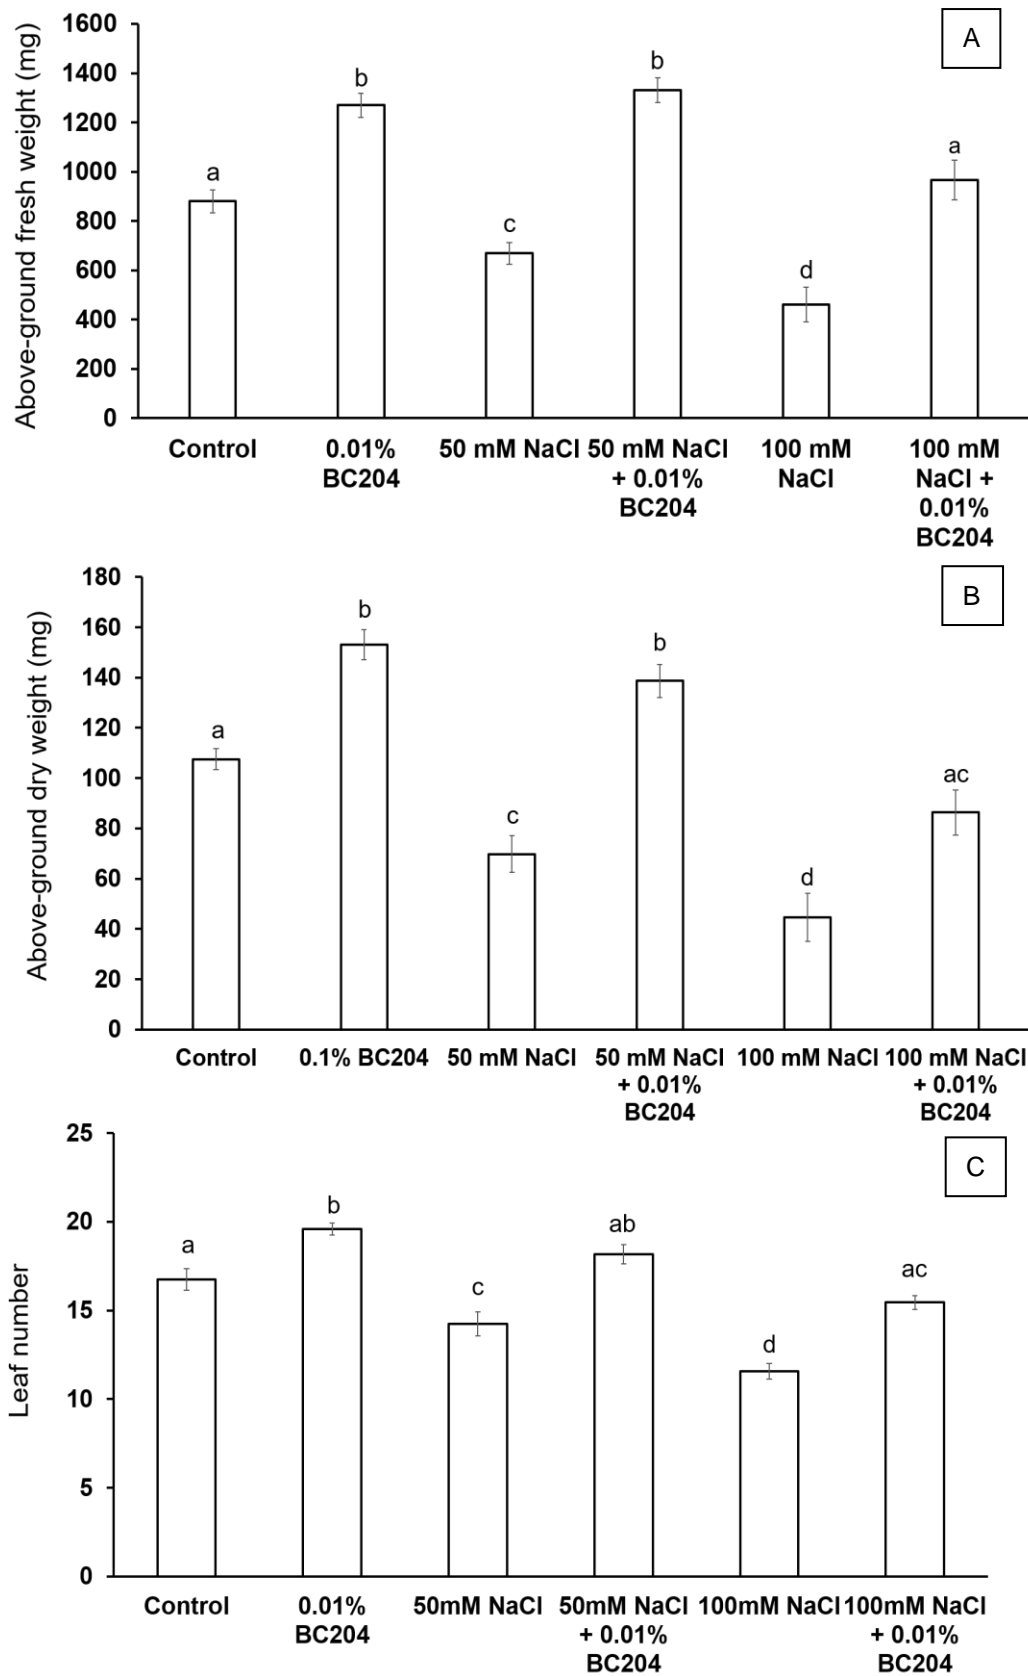 A
Above-ground fresh weight (mg)
1600
1400
1200
1000
800
600
400
200
0
a
b
c
b
d
a
Control
0.01%
BC204
50 mM NaCl
50 mM NaCl
+ 0.01%
BC204
100 mM
NaCl
100 mM
NaCl +
0.01%
BC204
B
Above-ground dry weight (mg)
180
160
140
120
100
80
60
40
20
0
a
b
c
b
d
ac
Control
0.1% BC204
50 mM NaCl
50 mM NaCl
+ 0.01%
BC204
100 mM NaCl
100 mM NaCl
+ 0.01%
BC204
C
Leaf number
25
20
15
10
5
0
a
b
c
ab
d
ac
Control
0.01%
BC204
50mM NaCl
50mM NaCl
+ 0.01%
BC204
100mM NaCl
100mM NaCl
+ 0.01%
BC204